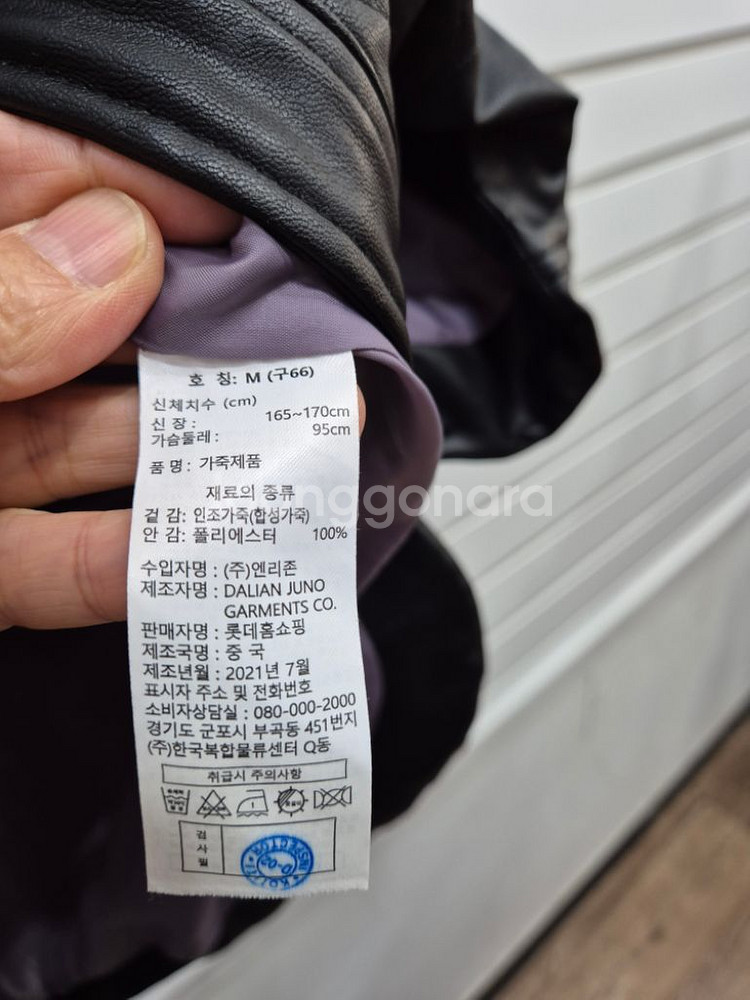 호 칭: M (구66)
신체치수 (cm)
신 장 : 165~170cm
가슴둘레 : 95cm
품 명 : 가죽제품
재료의 종류
겉 감: 인조가죽(합성가죽)
안 감: 폴리에스터 100%
수입자명 : (주)엔리존
제조자명 : DALIAN JUNO
GARMENTS CO.
판매자명 : 롯데홈쇼핑
제조국명 : 중 국
제조년월 : 2021년 7월
표시자 주소 및 전화번호
소비자상담실 : 080-000-2000
경기도 군포시 부곡동 451번지
(주)한국복합물류센터 Q동
취급시 주의사항
검사필
INSPECTOR